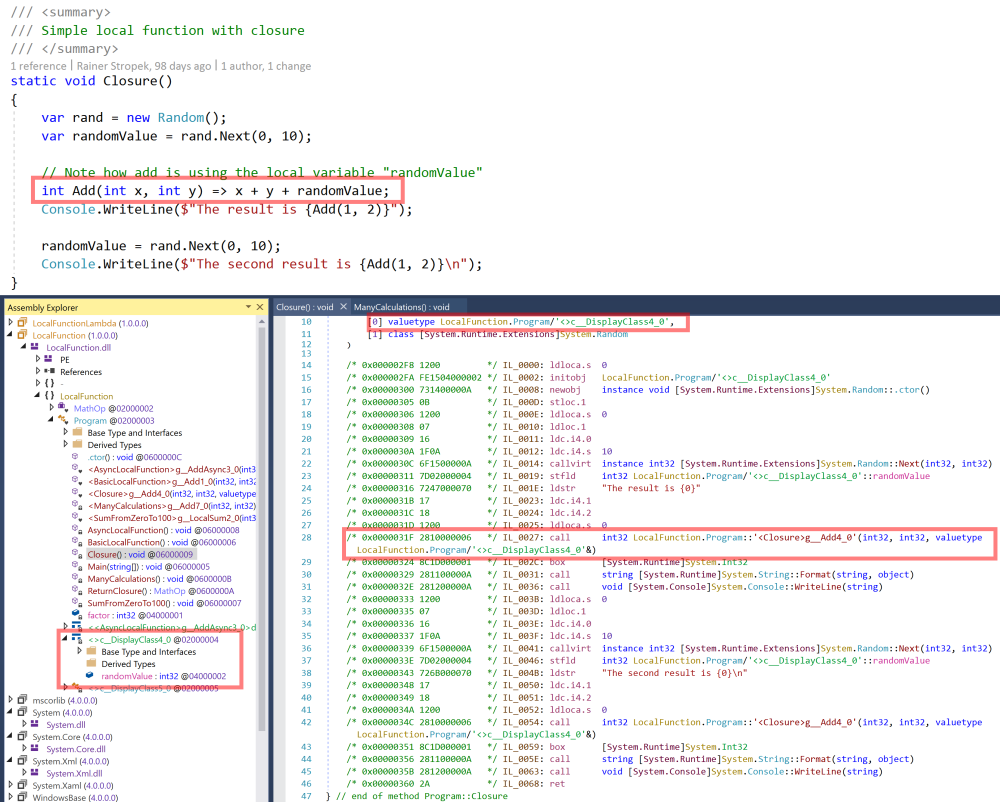 /// <summary>
/// Simple local function with closure
/// </summary>
1 reference | Rainer Stropek, 98 days ago | 1 author, 1 change
static void Closure()
{
var rand = new Random();
var randomValue = rand.Next(0, 10);
// Note how add is using the local variable "randomValue"
int Add(int x, int y) => x + y + randomValue;
Console.WriteLine($"The result is {Add(1, 2)}");
randomValue = rand.Next(0, 10);
Console.WriteLine($"The second result is {Add(1, 2)}\n");
}
Assembly Explorer
LocalFunctionLambda (1.0.0.0)
LocalFunction (1.0.0.0)
LocalFunction.dll
PE
References
{ } -
{ } LocalFunction
MathOp @02000002
Program @02000003
Base Type and Interfaces
Derived Types
.ctor() : void @0600000C
<AsyncLocalFunction>g__AddAsync3_0(int3
<BasicLocalFunction>g__Add1_0(int32, int32
<Closure>g__Add4_0(int32, int32, valuetype
<ManyCalculations>g__Add7_0(int32, int32)
<SumFromZeroTo100>g__LocalSum2_0(int3
AsyncLocalFunction() : void @06000008
BasicLocalFunction() : void @06000006
Closure() : void @06000009
Main(string[]) : void @06000005
ManyCalculations() : void @0600000B
ReturnClosure() : MathOp @0600000A
SumFromZeroTo100() : void @06000007
factor : int32 @04000001
<<AsyncLocalFunction>g__AddAsync3_0>d
<>c__DisplayClass4_0 @02000004
Base Type and Interfaces
Derived Types
randomValue : int32 @04000002
<>c__DisplayClass5_0 @02000005
mscorlib (4.0.0.0)
System (4.0.0.0)
System.dll
System.Core (4.0.0.0)
System.Core.dll
System.Xml (4.0.0.0)
System.Xml.dll
System.Xaml (4.0.0.0)
WindowsBase (4.0.0.0)
Closure() : void ManyCalculations() : void
10 [0] valuetype LocalFunction.Program/'<>c__DisplayClass4_0',
11 [1] class [System.Runtime.Extensions]System.Random
12 )
13
14 /* 0x000002F8 1200 */ IL_0000: ldloca.s 0
15 /* 0x000002FA FE1504000002 */ IL_0002: initobj LocalFunction.Program/'<>c__DisplayClass4_0'
16 /* 0x00000300 731400000A */ IL_0008: newobj instance void [System.Runtime.Extensions]System.Random::.ctor()
17 /* 0x00000305 0B */ IL_000D: stloc.1
18 /* 0x00000306 1200 */ IL_000E: ldloca.s 0
19 /* 0x00000308 07 */ IL_0010: ldloc.1
20 /* 0x00000309 16 */ IL_0011: ldc.i4.0
21 /* 0x0000030A 1F0A */ IL_0012: ldc.i4.s 10
22 /* 0x0000030C 6F1500000A */ IL_0014: callvirt instance int32 [System.Runtime.Extensions]System.Random::Next(int32, int32)
23 /* 0x00000311 7D02000004 */ IL_0019: stfld int32 LocalFunction.Program/'<>c__DisplayClass4_0'::randomValue
24 /* 0x00000316 7247000070 */ IL_001E: ldstr "The result is {0}"
25 /* 0x0000031B 17 */ IL_0023: ldc.i4.1
26 /* 0x0000031C 18 */ IL_0024: ldc.i4.2
27 /* 0x0000031D 1200 */ IL_0025: ldloca.s 0
28 /* 0x0000031F 2810000006 */ IL_0027: call int32 LocalFunction.Program::'<Closure>g__Add4_0'(int32, int32, valuetype
LocalFunction.Program/'<>c__DisplayClass4_0'&)
29 /* 0x00000324 8C1D000001 */ IL_002C: box [System.Runtime]System.Int32
30 /* 0x00000329 281100000A */ IL_0031: call string [System.Runtime]System.String::Format(string, object)
31 /* 0x0000032E 281200000A */ IL_0036: call void [System.Console]System.Console::WriteLine(string)
32 /* 0x00000333 1200 */ IL_003B: ldloca.s 0
33 /* 0x00000335 07 */ IL_003D: ldloc.1
34 /* 0x00000336 16 */ IL_003E: ldc.i4.0
35 /* 0x00000337 1F0A */ IL_003F: ldc.i4.s 10
36 /* 0x00000339 6F1500000A */ IL_0041: callvirt instance int32 [System.Runtime.Extensions]System.Random::Next(int32, int32)
37 /* 0x0000033E 7D02000004 */ IL_0046: stfld int32 LocalFunction.Program/'<>c__DisplayClass4_0'::randomValue
38 /* 0x00000343 726B000070 */ IL_004B: ldstr "The second result is {0}\n"
39 /* 0x00000348 17 */ IL_0050: ldc.i4.1
40 /* 0x00000349 18 */ IL_0051: ldc.i4.2
41 /* 0x0000034A 1200 */ IL_0052: ldloca.s 0
42 /* 0x0000034C 2810000006 */ IL_0054: call int32 LocalFunction.Program::'<Closure>g__Add4_0'(int32, int32, valuetype
LocalFunction.Program/'<>c__DisplayClass4_0'&)
43 /* 0x00000351 8C1D000001 */ IL_0059: box [System.Runtime]System.Int32
44 /* 0x00000356 281100000A */ IL_005E: call string [System.Runtime]System.String::Format(string, object)
45 /* 0x0000035B 281200000A */ IL_0063: call void [System.Console]System.Console::WriteLine(string)
46 /* 0x00000360 2A */ IL_0068: ret
47 } // end of method Program::Closure